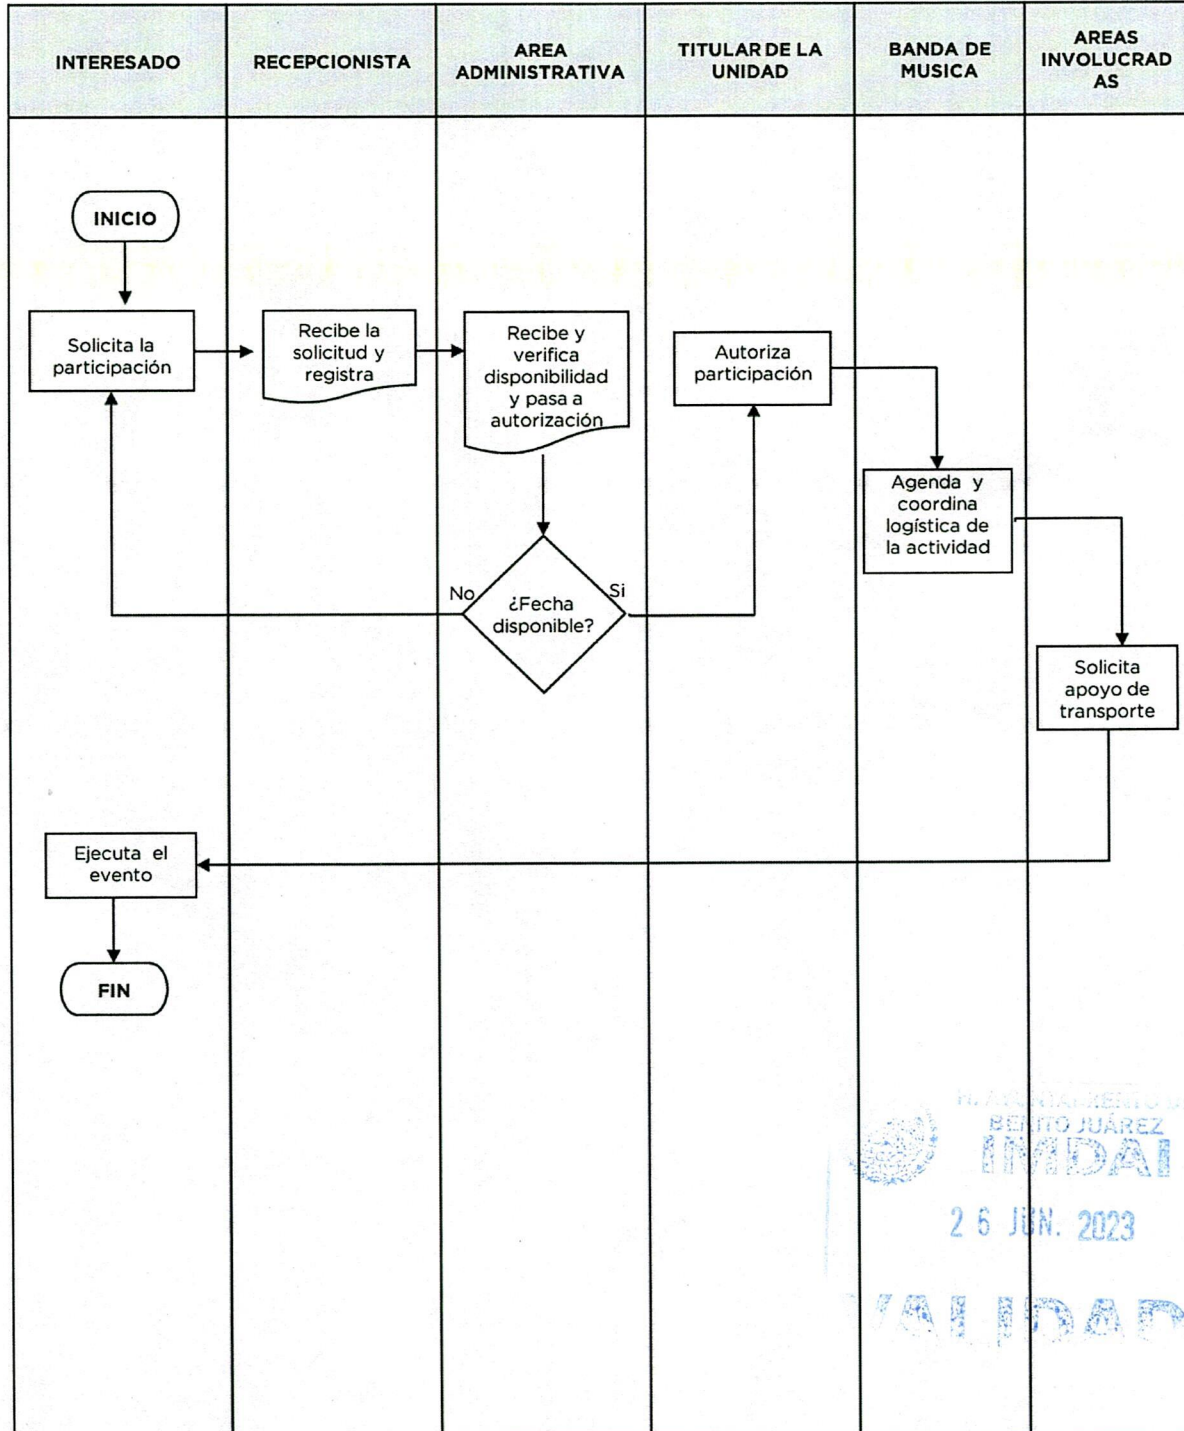 INTERESADO
RECEPCIONISTA
AREA
ADMINISTRATIVA
TITULAR DE LA
UNIDAD
BANDA DE
MUSICA
AREAS
INVOLUCRAD
AS
INICIO
Solicita la
participación
Recibe la
solicitud y
registra
Recibe y
verifica
disponibilidad
y pasa a
autorización
Autoriza
participación
Agenda y
coordina
logística de
la actividad
No
¿Fecha
disponible?
Si
Solicita
apoyo de
transporte
Ejecuta el
evento
FIN
H. AYUNTAMIENTO
BENITO JUÁREZ
IMDAI
26 JUN. 2023
VALIDAD